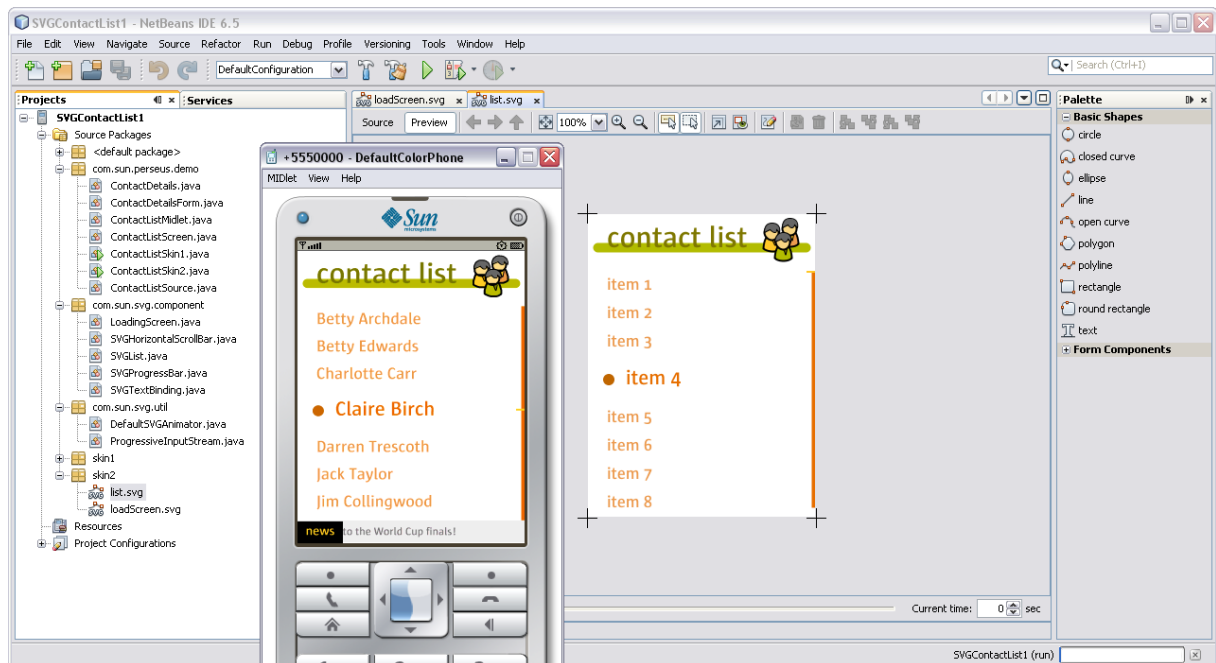 SVGContactList1 - NetBeans IDE 6.5
File Edit View Navigate Source Refactor Run Debug Profile Versioning Tools Window Help
DefaultConfiguration
Search (Ctrl+I)
Projects
Services
SVGContactList1
Source Packages
<default package>
com.sun.perseus.demo
ContactDetails.java
ContactDetailsForm.java
ContactListMidlet.java
ContactListScreen.java
ContactListSkin1.java
ContactListSkin2.java
ContactListSource.java
com.sun.svg.component
LoadingScreen.java
SVGHorizontalScrollBar.java
SVGList.java
SVGProgressBar.java
SVGTextBinding.java
com.sun.svg.util
DefaultSVGAnimator.java
ProgressiveInputStream.java
skin1
skin2
list.svg
loadScreen.svg
Resources
Project Configurations
loadScreen.svg
list.svg
Source Preview 100%
+5550000 - DefaultColorPhone
MIDlet View Help
Sun
microsystems
contact list
Betty Archdale
Betty Edwards
Charlotte Carr
Claire Birch
Darren Trescoth
Jack Taylor
Jim Collingwood
news to the World Cup finals!
contact list
item 1
item 2
item 3
item 4
item 5
item 6
item 7
item 8
Palette
Basic Shapes
circle
closed curve
ellipse
line
open curve
polygon
polyline
rectangle
round rectangle
text
Form Components
Current time: 0 sec
SVGContactList1 (run)